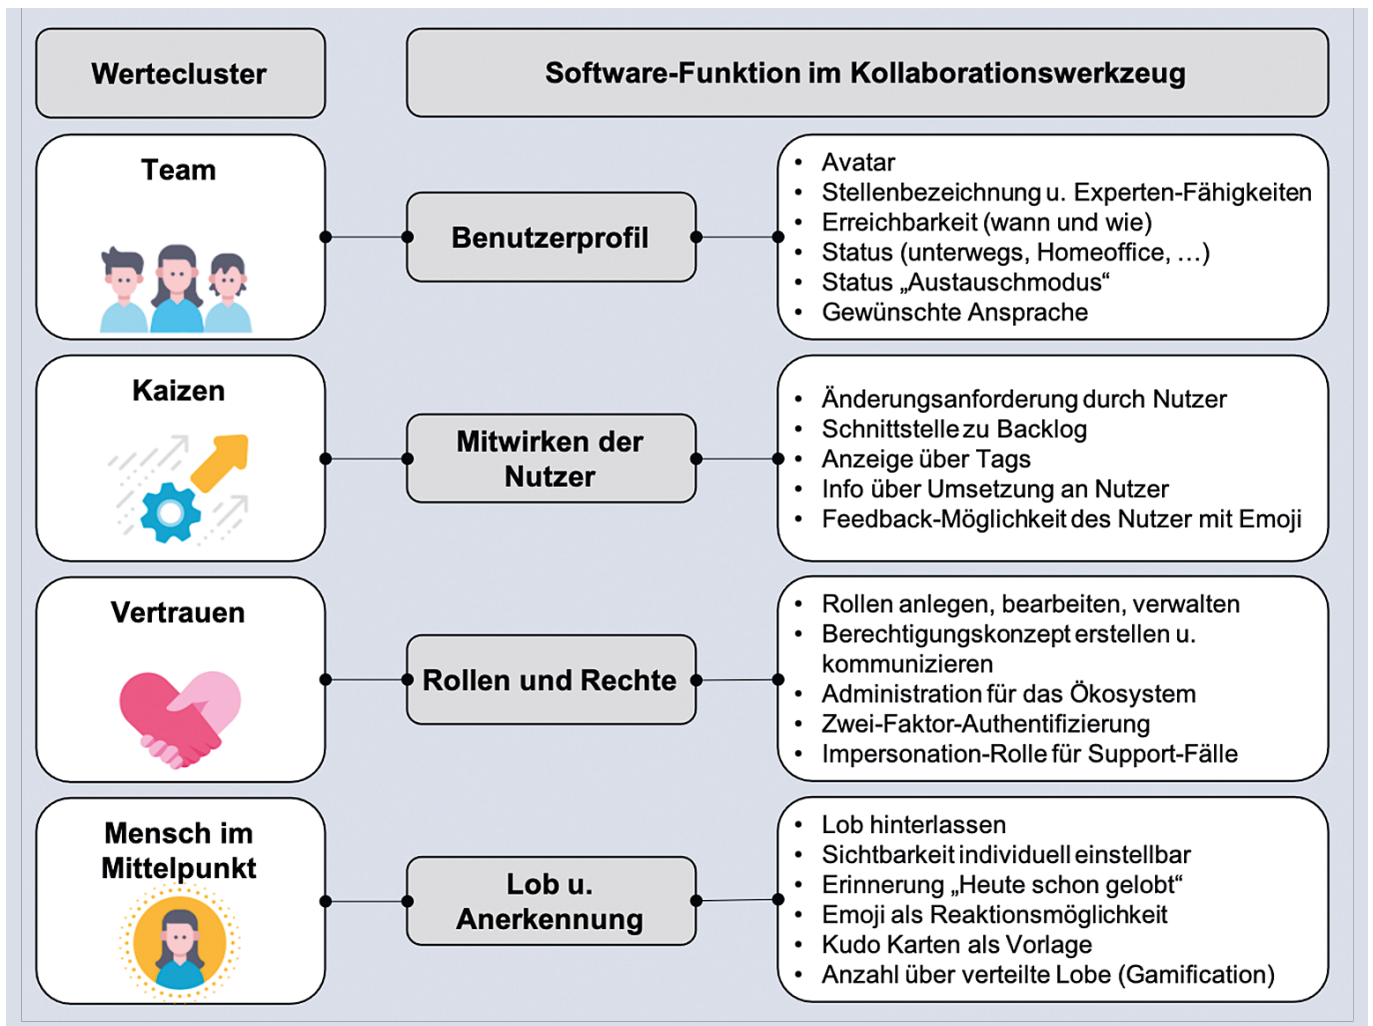 Wertecluster
Software-Funktion im Kollaborationswerkzeug
Team
Benutzerprofil
• Avatar
• Stellenbezeichnung u. Experten-Fähigkeiten
• Erreichbarkeit (wann und wie)
• Status (unterwegs, Homeoffice, …)
• Status „Austauschmodus“
• Gewünschte Ansprache
Kaizen
Mitwirken der
Nutzer
• Änderungsanforderung durch Nutzer
• Schnittstelle zu Backlog
• Anzeige über Tags
• Info über Umsetzung an Nutzer
• Feedback-Möglichkeit des Nutzer mit Emoji
Vertrauen
Rollen und Rechte
• Rollen anlegen, bearbeiten, verwalten
• Berechtigungskonzept erstellen u.
kommunizieren
• Administration für das Ökosystem
• Zwei-Faktor-Authentifizierung
• Impersonation-Rolle für Support-Fälle
Mensch im
Mittelpunkt
Lob u.
Anerkennung
• Lob hinterlassen
• Sichtbarkeit individuell einstellbar
• Erinnerung „Heute schon gelobt“
• Emoji als Reaktionsmöglichkeit
• Kudo Karten als Vorlage
• Anzahl über verteilte Lobe (Gamification)